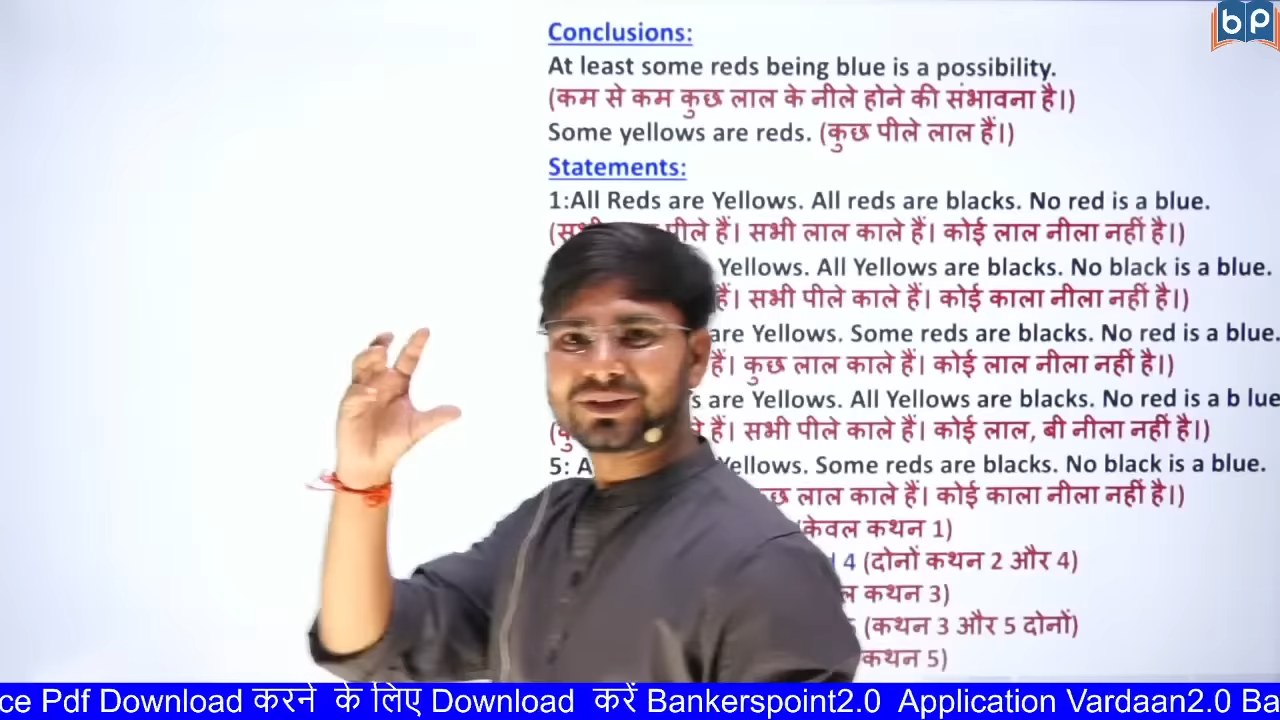 bp
Conclusions:
At least some reds being blue is a possibility.
(कम से कम कुछ लाल के नीले होने की संभावना है।)
Some yellows are reds. (कुछ पीले लाल हैं।)
Statements:
1:All Reds are Yellows. All reds are blacks. No red is a blue.
पीले हैं। सभी लाल काले हैं। कोई लाल नीला नहीं है।)
Yellows. All Yellows are blacks. No black is a blue.
हैं। सभी पीले काले हैं। कोई काला नीला नहीं है।)
are Yellows. Some reds are blacks. No red is a blue.
हैं। कुछ लाल काले हैं। कोई लाल नीला नहीं है।)
are Yellows. All Yellows are blacks. No red is a b lue
हैं। सभी पीले काले हैं। कोई लाल, बी नीला नहीं है।)
5: Yellows. Some reds are blacks. No black is a blue.
लाल काले हैं। कोई काला नीला नहीं है।)
(केवल कथन 1)
4 (दोनों कथन 2 और 4)
कथन 3)
(कथन 3 और 5 दोनों)
कथन 5)
ce Pdf Download करने के लिए Download करें Bankerspoint2.0 Application Vardaan2.0 Ba